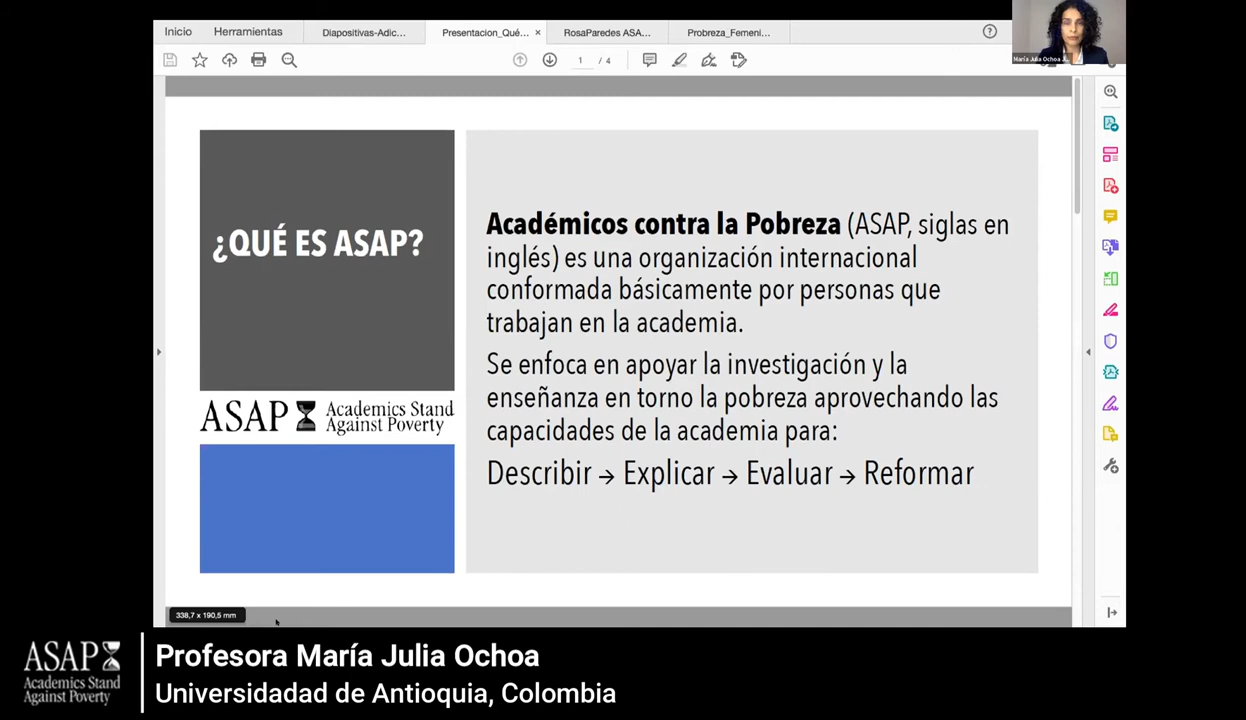 Inicio Herramientas Diapositivas-Adic... Presentacion_Qué... × RosaParedes ASA... Probreza_Femeni...
1 / 4
María Julia Ochoa J...
¿QUÉ ES ASAP?
ASAP Academics Stand
Against Poverty
Académicos contra la Pobreza (ASAP, siglas en
inglés) es una organización internacional
conformada básicamente por personas que
trabajan en la academia.
Se enfoca en apoyar la investigación y la
enseñanza en torno la pobreza aprovechando las
capacidades de la academia para:
Describir → Explicar → Evaluar → Reformar
338,7 x 190,5 mm
ASAP
Academics Stand
Against Poverty
Profesora María Julia Ochoa
Universidadad de Antioquia, Colombia